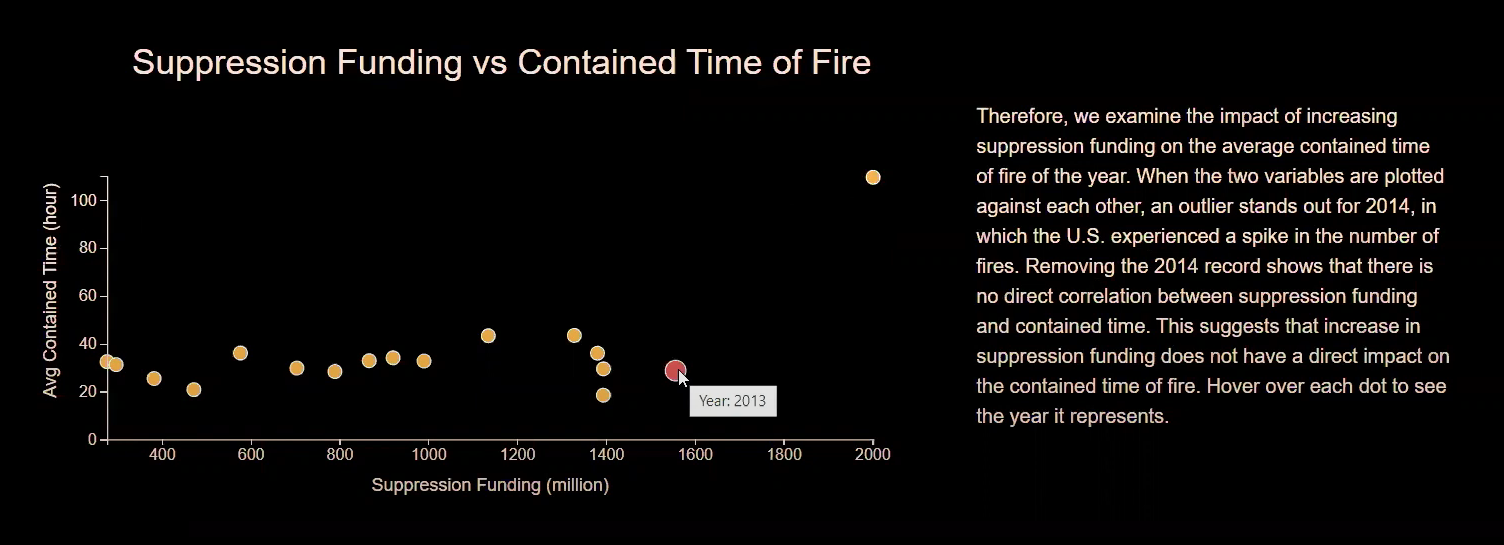 Suppression Funding vs Contained Time of Fire
Therefore, we examine the impact of increasing
suppression funding on the average contained time
of fire of the year. When the two variables are plotted
against each other, an outlier stands out for 2014, in
which the U.S. experienced a spike in the number of
fires. Removing the 2014 record shows that there is
no direct correlation between suppression funding
and contained time. This suggests that increase in
suppression funding does not have a direct impact on
the contained time of fire. Hover over each dot to see
the year it represents.
Avg Contained Time (hour)
100
80
60
40
20
0
Year: 2013
400 600 800 1000 1200 1400 1600 1800 2000
Suppression Funding (million)